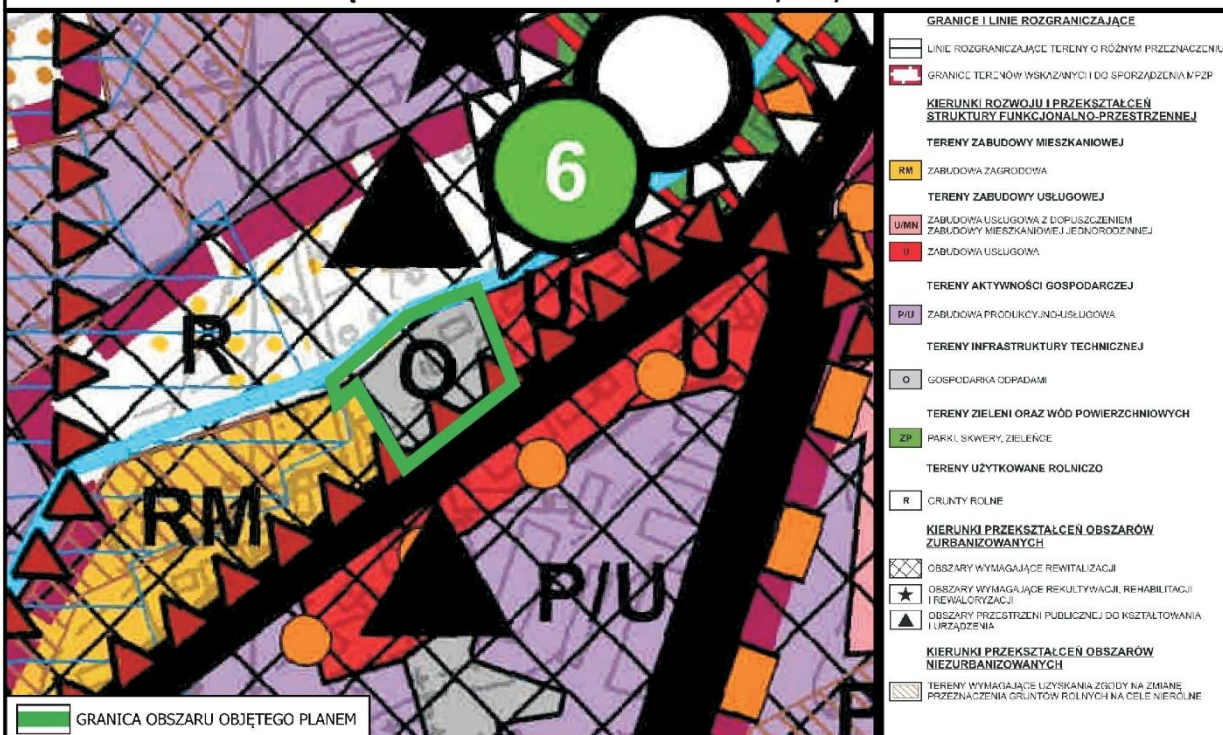 6
R
O
U
U
RM
P/U
P
GRANICA OBSZARU OBJĘTEGO PLANEM
GRANICE I LINIE ROZGRANICZAJĄCE
LINIE ROZGRANICZAJĄCE TERENY O RÓŻNYM PRZEZNACZENIU
GRANICE TERENÓW WSKAZANYCH DO SPORZĄDZENIA MPZP
KIERUNKI ROZWOJU I PRZEKSZTAŁCEŃ
STRUKTURY FUNKCJONALNO-PRZESTRZENNEJ
TERENY ZABUDOWY MIESZKANIOWEJ
RM ZABUDOWA ZAGRODOWA
TERENY ZABUDOWY USŁUGOWEJ
U/MN ZABUDOWA USŁUGOWA Z DOPUSZCZENIEM
ZABUDOWY MIESZKANIOWEJ JEDNORODZINNEJ
U ZABUDOWA USŁUGOWA
TERENY AKTYWNOŚCI GOSPODARCZEJ
P/U ZABUDOWA PRODUKCYJNO-USŁUGOWA
TERENY INFRASTRUKTURY TECHNICZNEJ
O GOSPODARKA ODPADAMI
TERENY ZIELENI ORAZ WÓD POWIERZCHNIOWYCH
ZP PARKI, SKWERY, ZIELEŃCE
TERENY UŻYTKOWANE ROLNICZO
R GRUNTY ROLNE
KIERUNKI PRZEKSZTAŁCEŃ OBSZARÓW
ZURBANIZOWANYCH
OBSZARY WYMAGAJĄCE REWITALIZACJI
OBSZARY WYMAGAJĄCE REKULTYWACJI, REHABILITACJI
I REWALORYZACJI
OBSZARY PRZESTRZENI PUBLICZNEJ DO KSZTAŁTOWANIA
I URZĄDZENIA
KIERUNKI PRZEKSZTAŁCEŃ OBSZARÓW
NIEZURBANIZOWANYCH
TERENY WYMAGAJĄCE UZYSKANIA ZGODY NA ZMIANĘ
PRZEZNACZENIA GRUNTÓW ROLNYCH NA CELE NIEROLNE